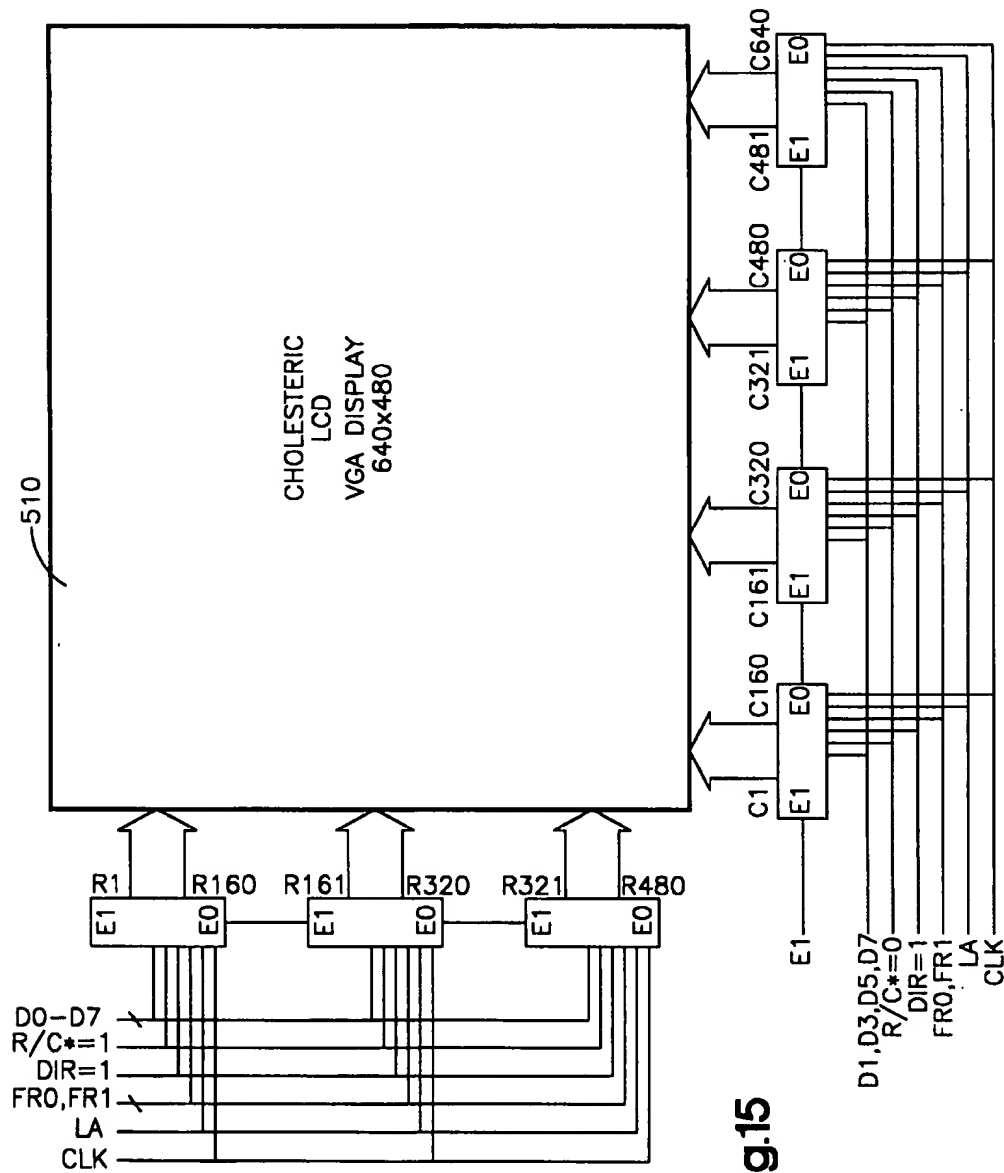 510
CHOLESTERIC
LCD
VGA DISPLAY
640x480
R1
E1
R160
E0
R161
E1
R320
E0
R321
E1
R480
E0
D0-D7
R/C*=1
DIR=1
FR0,FR1
LA
CLK
C1
C160
E1
E0
C161
C320
E1
E0
C321
C480
E1
E0
C481
C640
E1
E0
E1
D1,D3,D5,D7
R/C*=0
DIR=1
FR0,FR1
LA
CLK
g.15